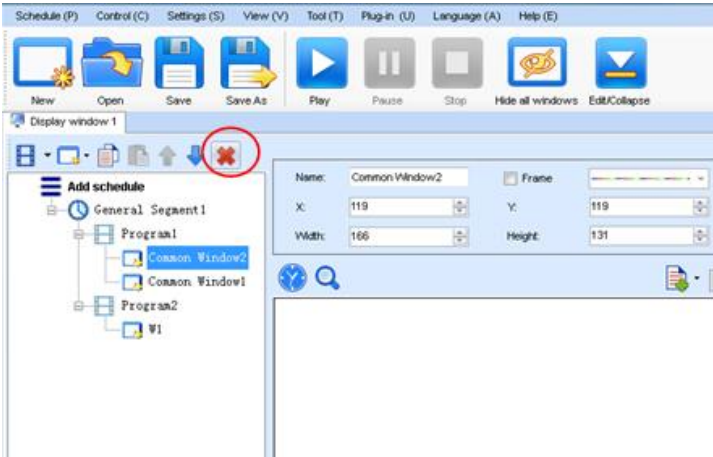 Schedule (P) Control (C) Settings (S) View (V) Tool (T) Plug-in (U) Language (A) Help (E)
New Open Save Save As Play Pause Stop Hide all windows Edit/Collapse
Display window 1
Add schedule
General Segment1
Program1
Common Window2
Common Window1
Program2
W1
Name: Common Window2 Frame
X: 119 Y: 119
Width: 166 Height: 131